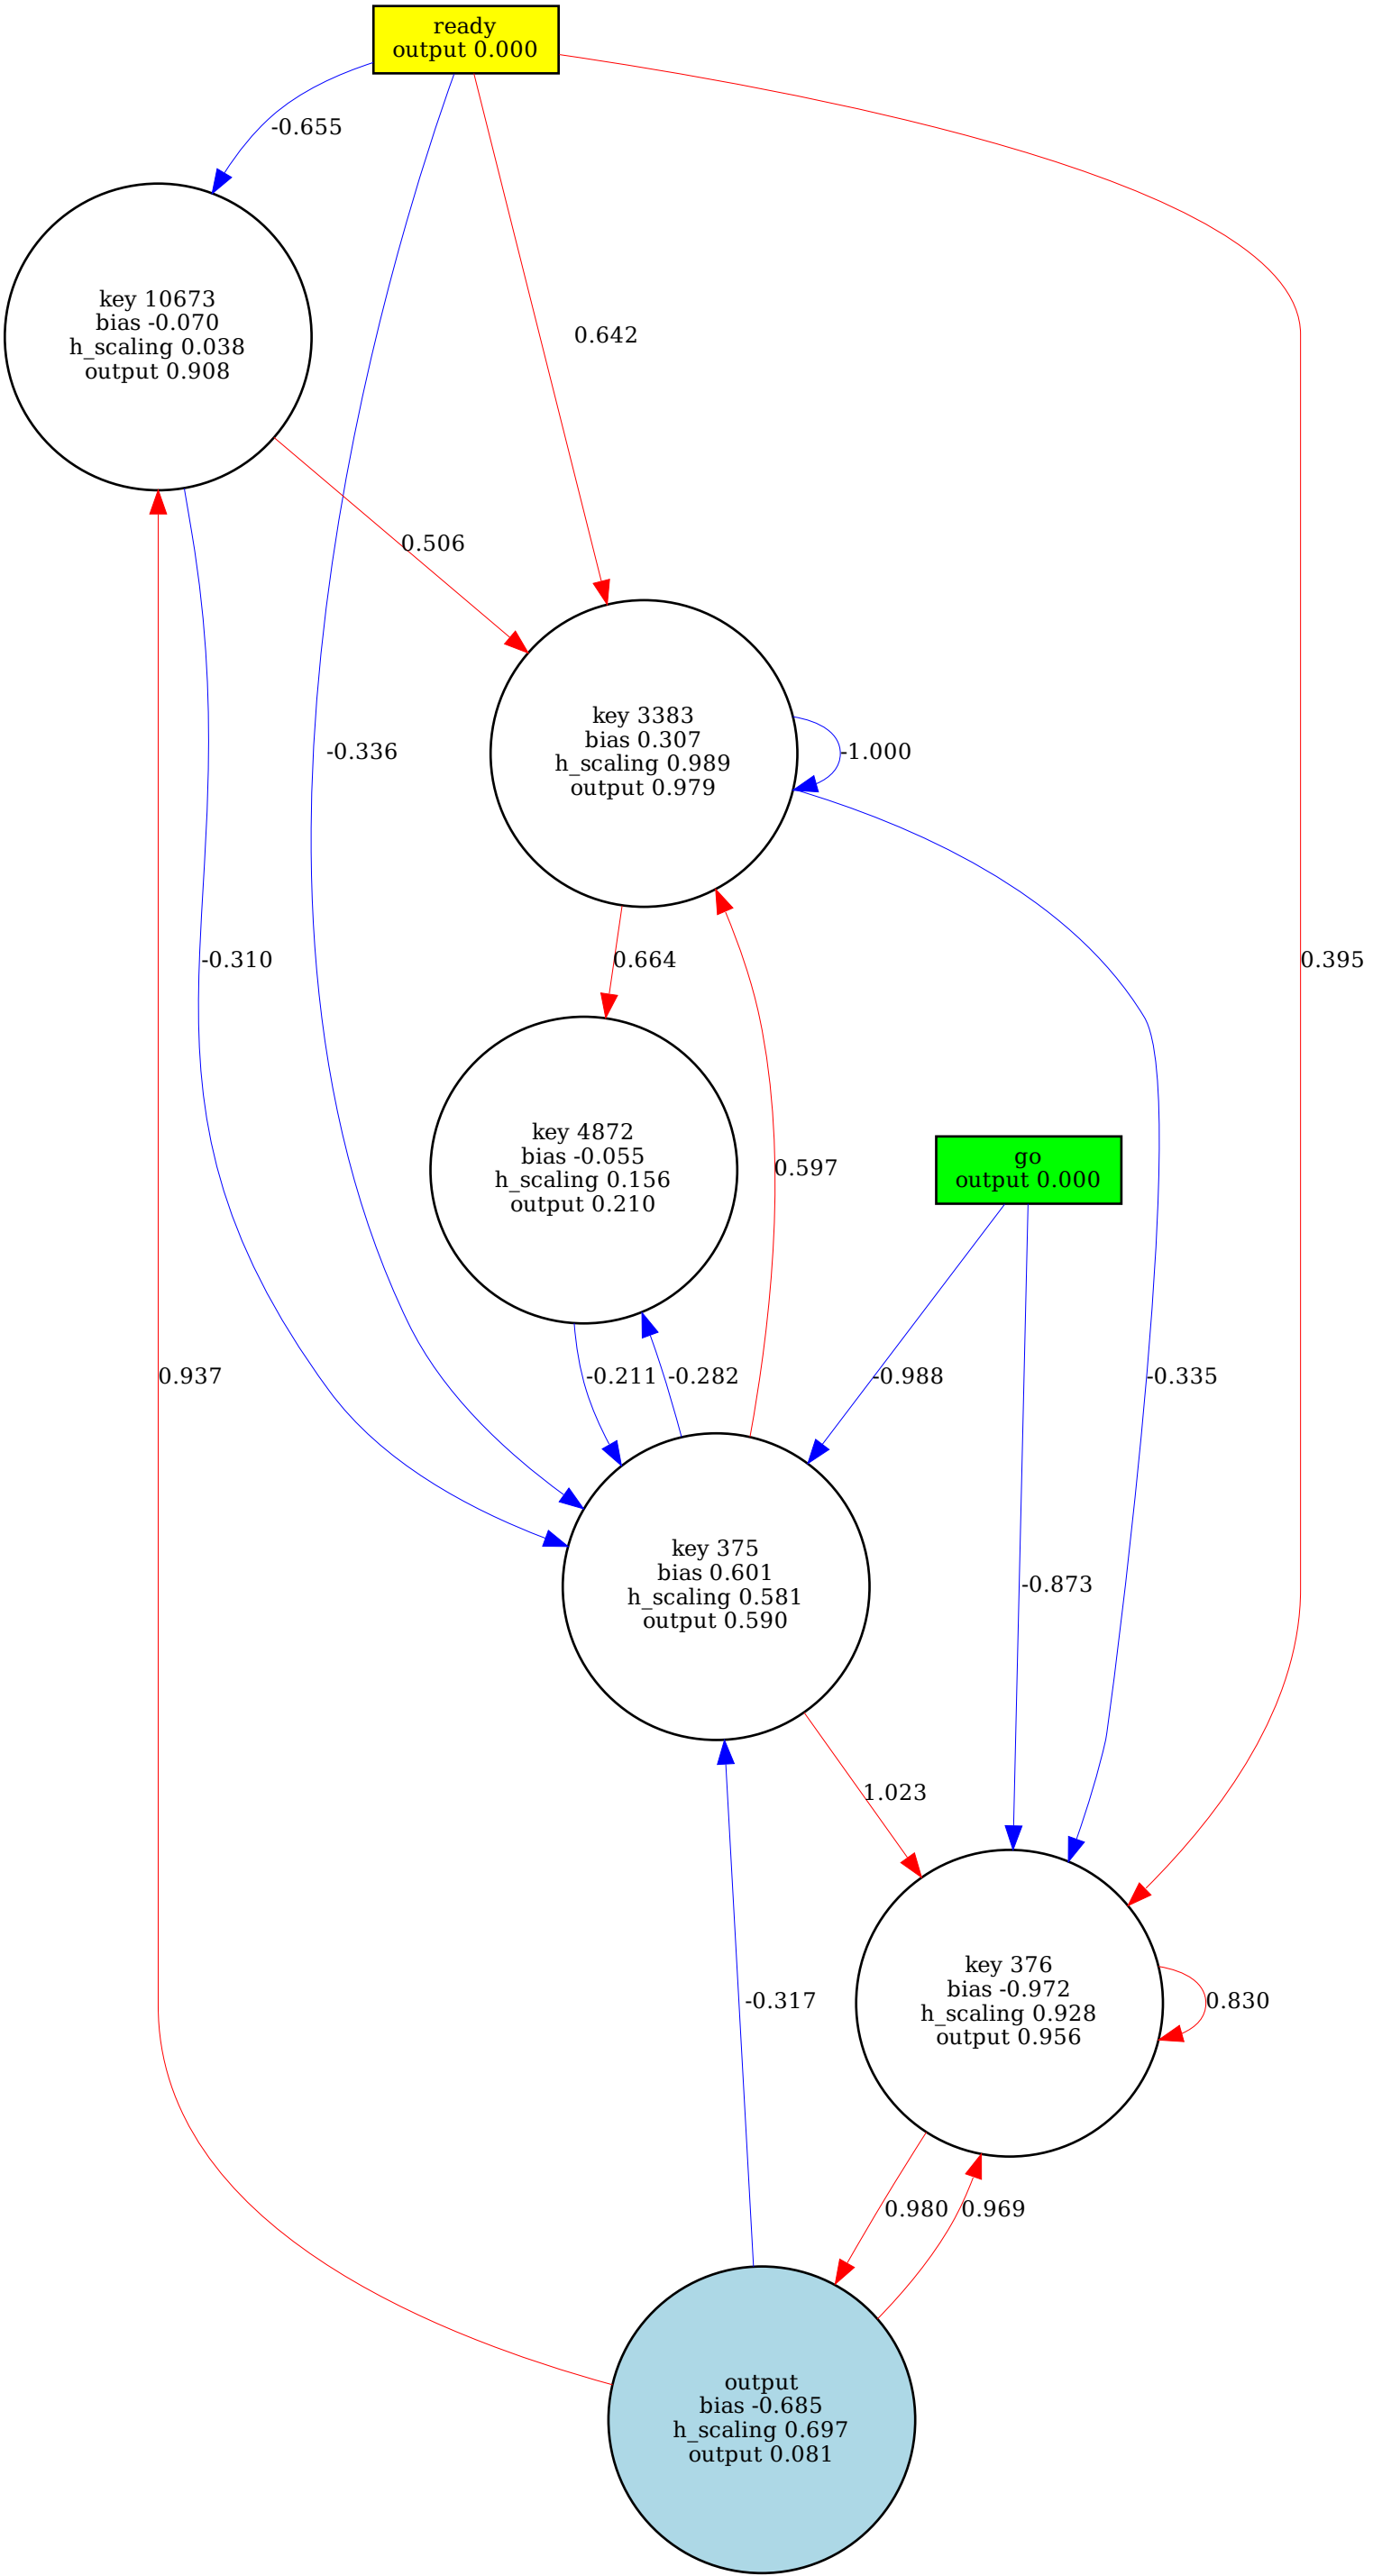 ready
output 0.000
-0.655
key 10673
bias -0.070
h_scaling 0.038
output 0.908
0.642
0.506
key 3383
bias 0.307
h_scaling 0.989
output 0.979
-1.000
-0.336
-0.310
0.664
0.395
key 4872
bias -0.055
h_scaling 0.156
output 0.210
0.597
go
output 0.000
0.937
-0.211
-0.282
-0.988
-0.335
key 375
bias 0.601
h_scaling 0.581
output 0.590
-0.873
1.023
key 376
bias -0.972
h_scaling 0.928
output 0.956
-0.317
0.830
0.980
0.969
output
bias -0.685
h_scaling 0.697
output 0.081